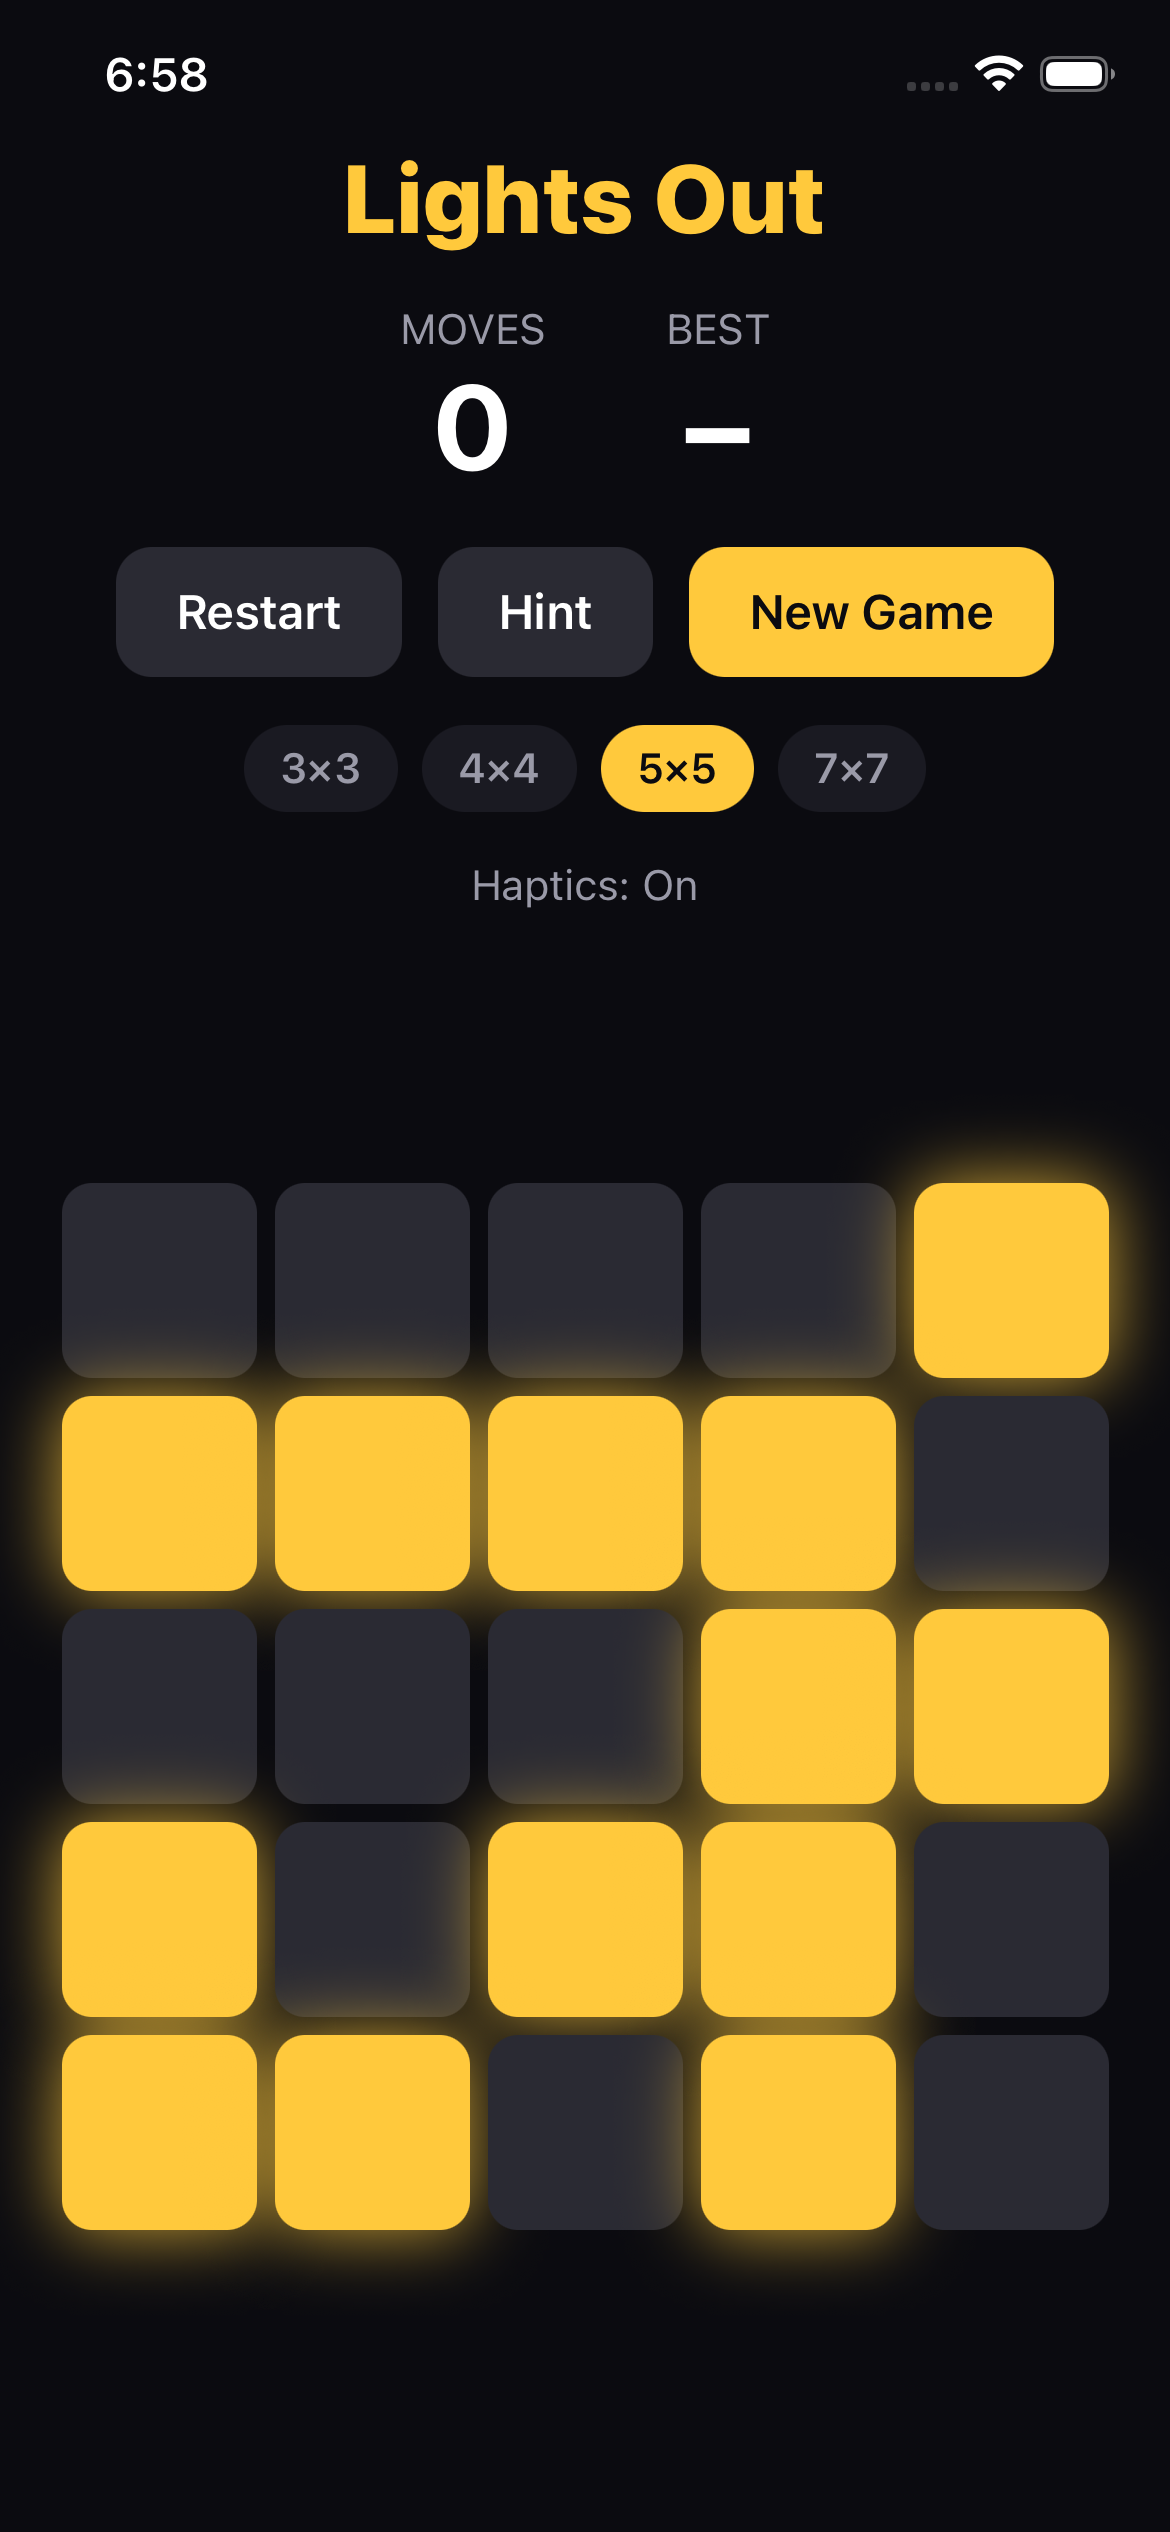 6:58
Lights Out
MOVES BEST
0 –
Restart Hint New Game
3×3 4×4 5×5 7×7
Haptics: On